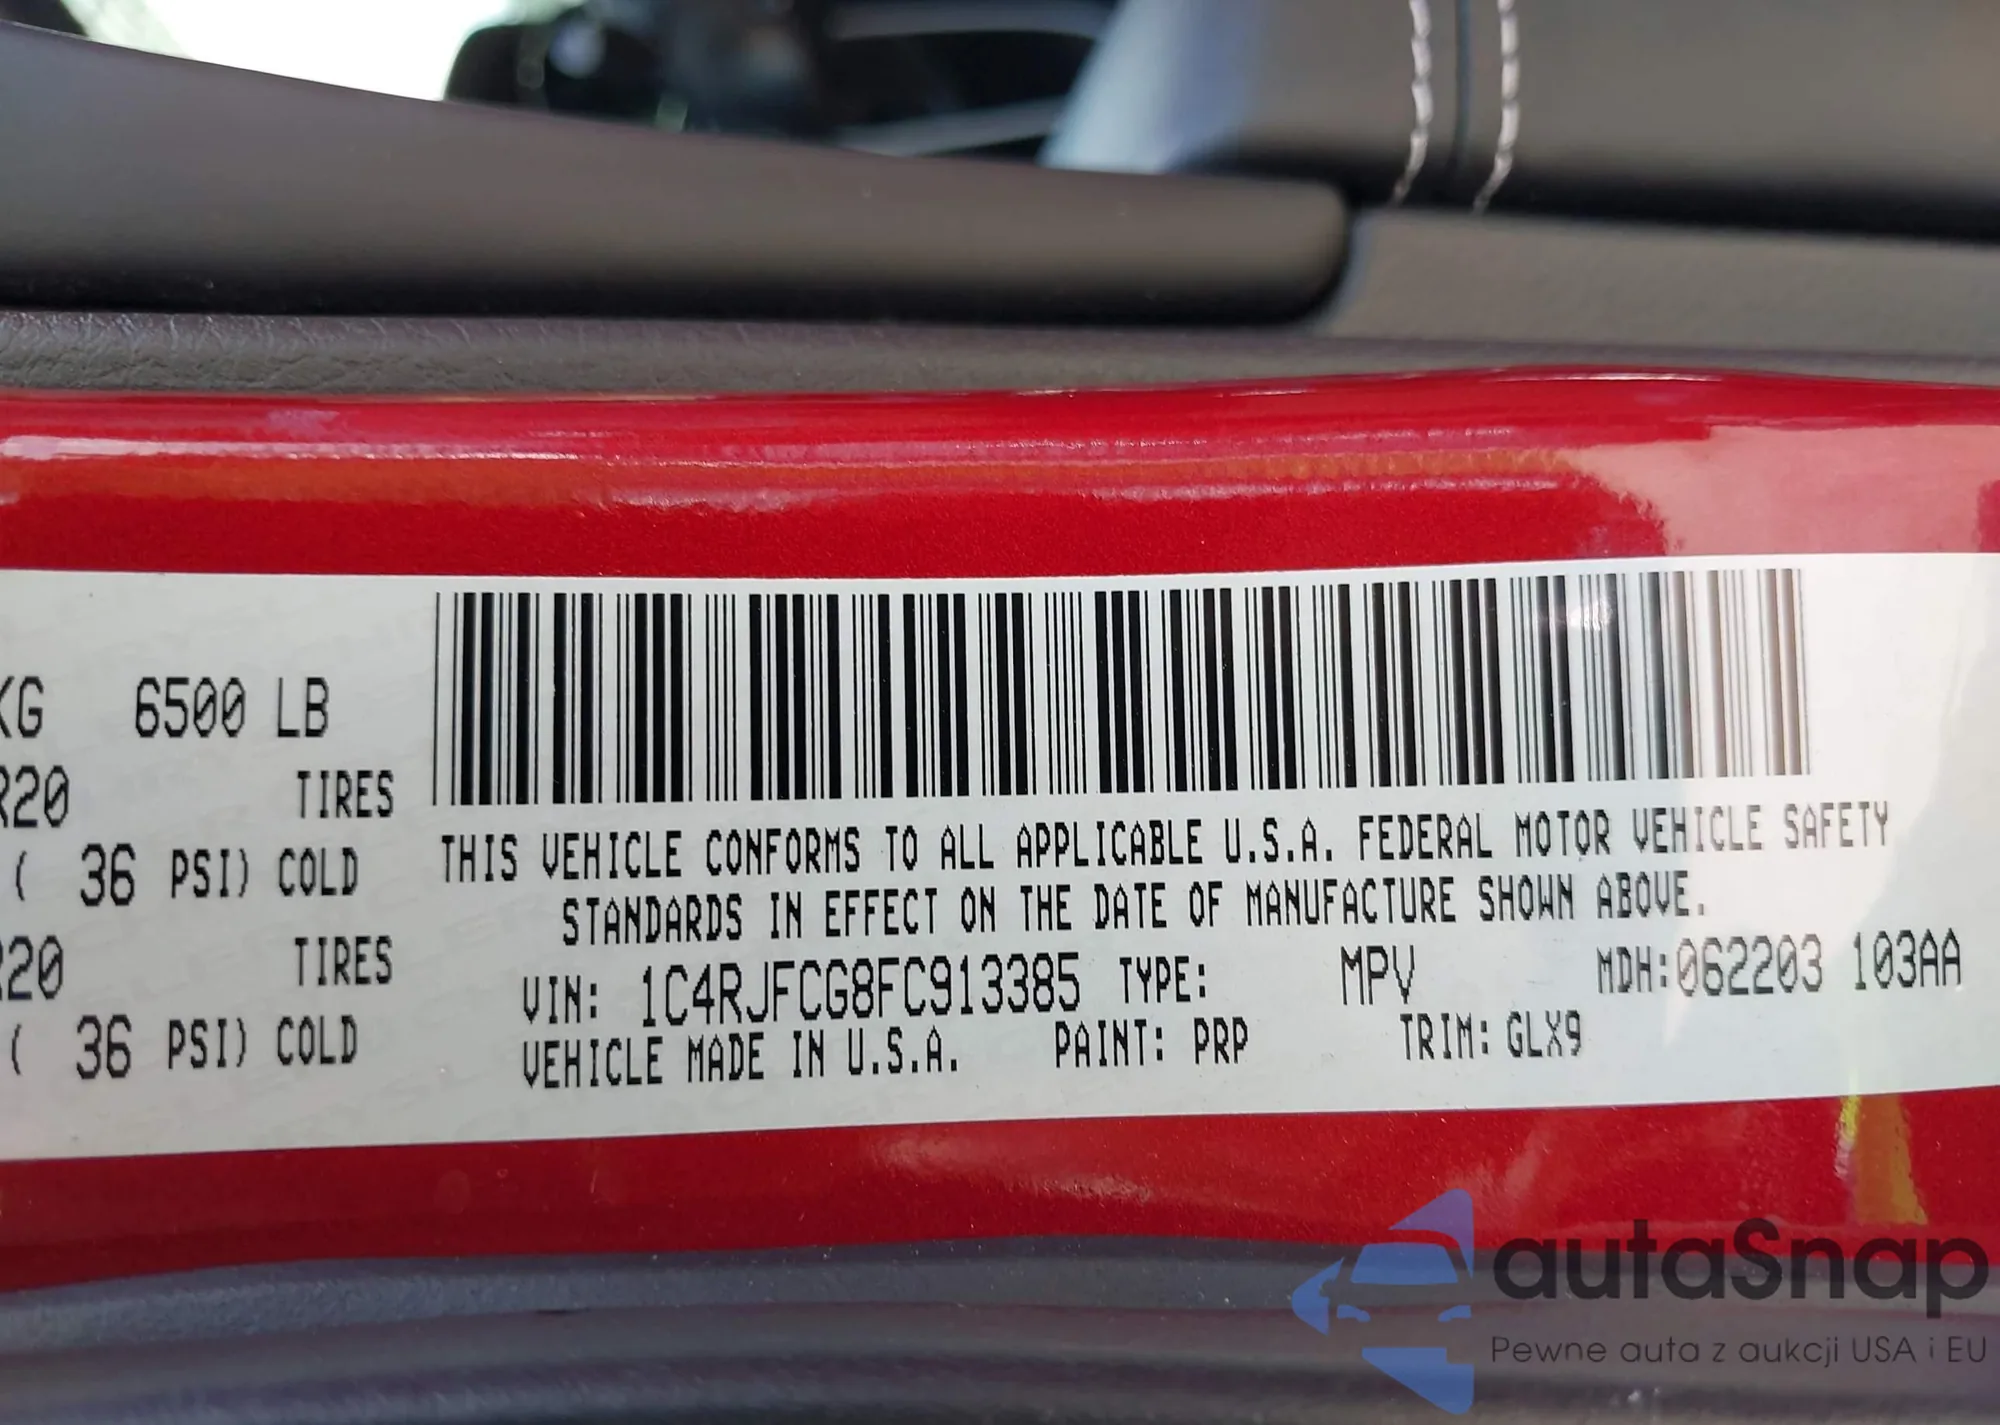 KG 6500 LB
R20 TIRES
( 36 PSI) COLD
R20 TIRES
( 36 PSI) COLD
THIS VEHICLE CONFORMS TO ALL APPLICABLE U.S.A. FEDERAL MOTOR VEHICLE SAFETY
STANDARDS IN EFFECT ON THE DATE OF MANUFACTURE SHOWN ABOVE.
VIN: 1C4RJFCG8FC913385 TYPE: MPV MDH:062203 103AA
VEHICLE MADE IN U.S.A. PAINT: PRP TRIM: GLX9
autaSnap
Pewne auta z aukcji USA i EU